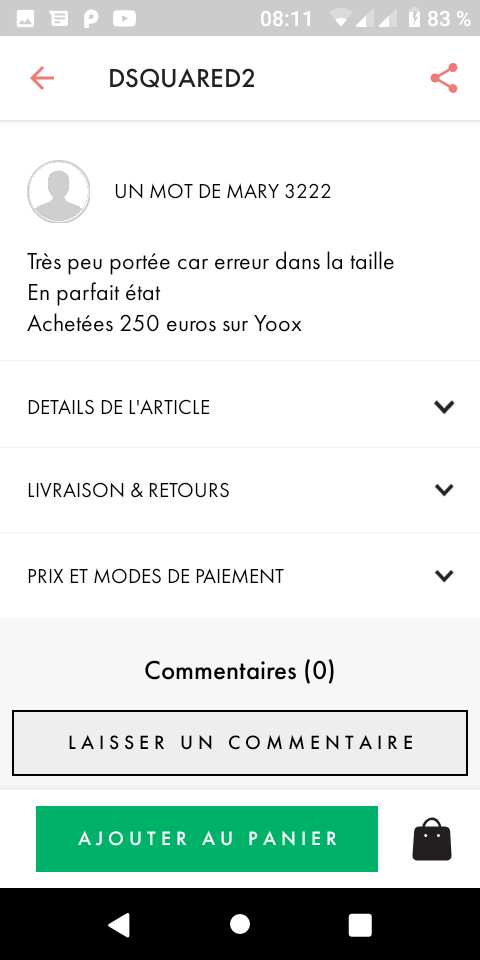 08:11
83 %
DSQUARED2
UN MOT DE MARY 3222
Très peu portée car erreur dans la taille
En parfait état
Achetées 250 euros sur Yoox
DETAILS DE L'ARTICLE
LIVRAISON & RETOURS
PRIX ET MODES DE PAIEMENT
Commentaires (0)
LAISSER UN COMMENTAIRE
AJOUTER AU PANIER